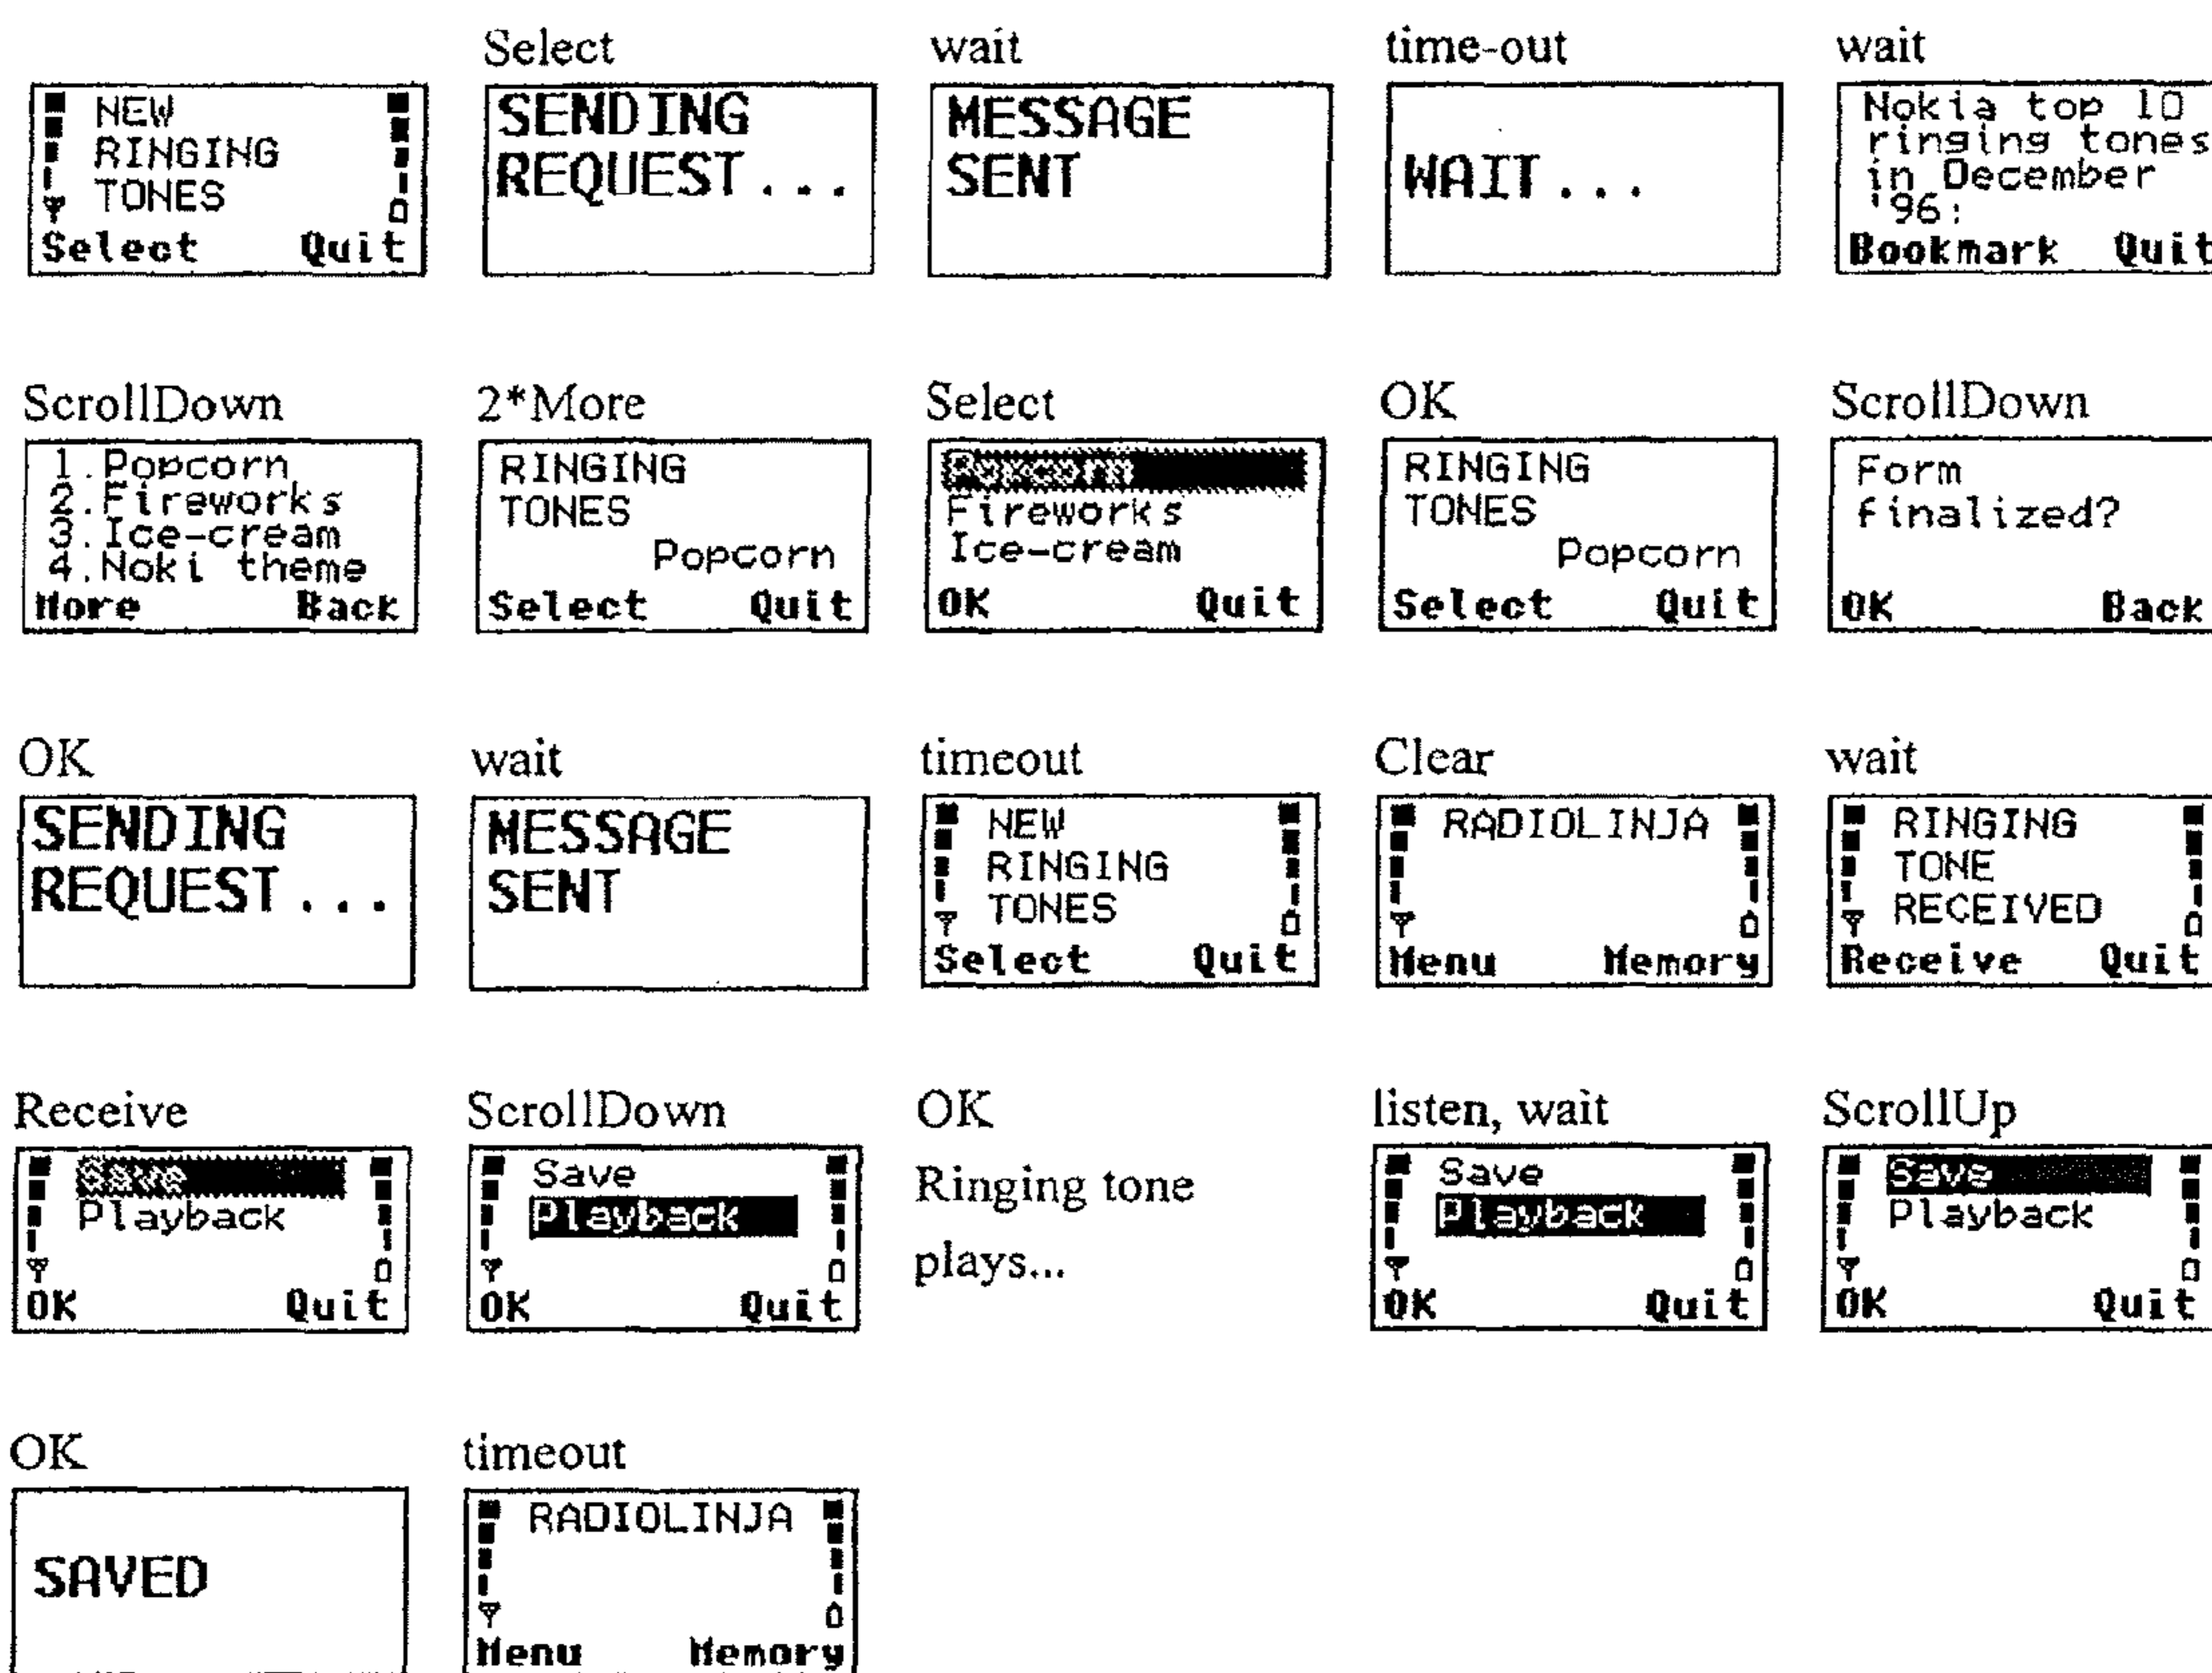 Select
wait
time-out
wait
NEW
RINGING
TONES
Select Quit
SENDING
REQUEST...
MESSAGE
SENT
WAIT...
Nokia top 10
ringing tones
in December
'96:
Bookmark Quit
ScrollDown
2*More
Select
OK
ScrollDown
1.Popcorn
2.Fireworks
3.Ice-cream
4.Noki theme
More Back
RINGING
TONES
Popcorn
Select Quit
Popcorn
Fireworks
Ice-cream
OK Quit
RINGING
TONES
Popcorn
Select Quit
Form
finalized?
OK Back
OK
wait
timeout
Clear
wait
SENDING
REQUEST...
MESSAGE
SENT
NEW
RINGING
TONES
Select Quit
RADIOLINJA
Menu Memory
RINGING
TONE
RECEIVED
Receive Quit
Receive
ScrollDown
OK
listen, wait
ScrollUp
Save
Playback
OK Quit
Save
Playback
OK Quit
Ringing tone
plays...
Save
Playback
OK Quit
Save
Playback
OK Quit
OK
timeout
SAVED
RADIOLINJA
Menu Memory